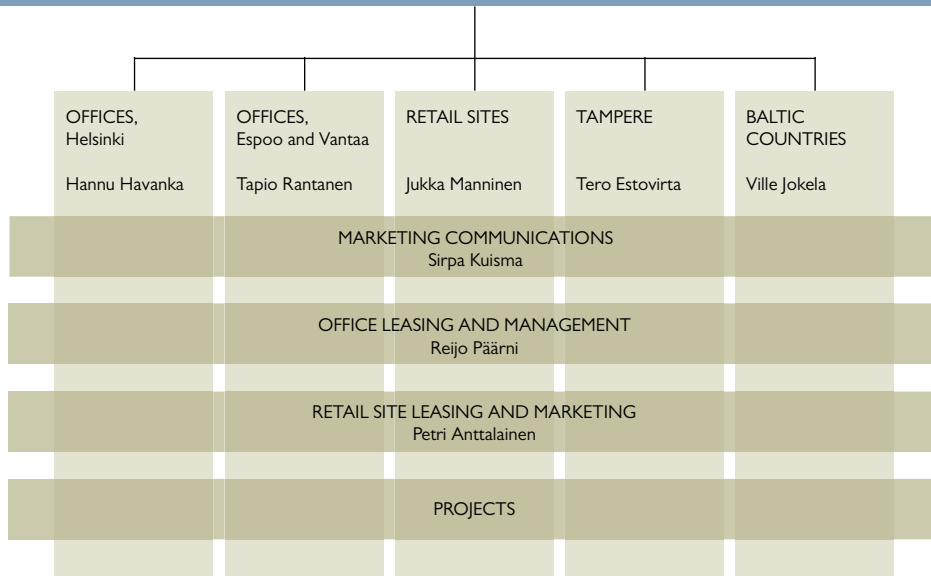 OFFICES,
Helsinki
Hannu Havanka
OFFICES,
Espoo and Vantaa
Tapio Rantanen
RETAIL SITES
Jukka Manninen
TAMPERE
Tero Estovirta
BALTIC
COUNTRIES
Ville Jokela
MARKETING COMMUNICATIONS
Sirpa Kuisma
OFFICE LEASING AND MANAGEMENT
Reijo Päärni
RETAIL SITE LEASING AND MARKETING
Petri Anttalainen
PROJECTS